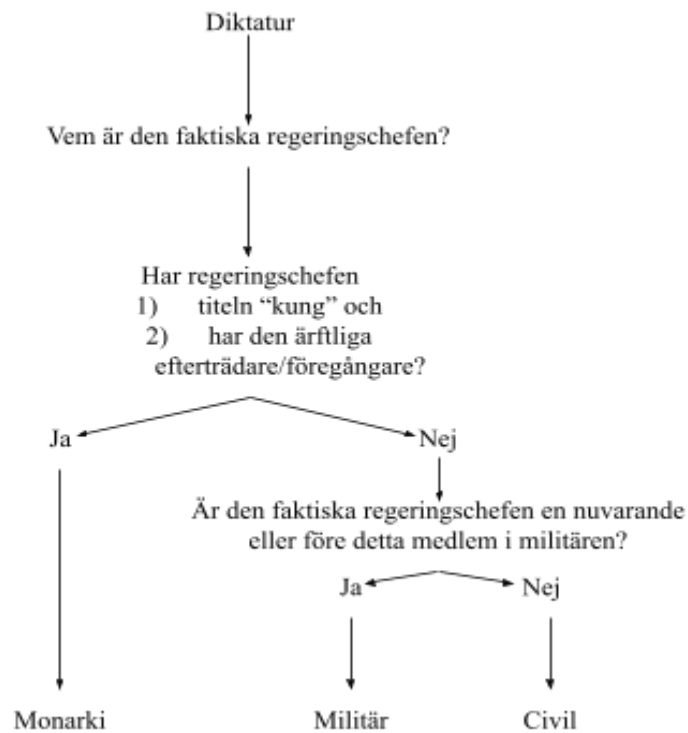 Diktatur
Vem är den faktiska regeringschefen?
Har regeringschefen
1) titeln “kung” och
2) har den ärftliga
efterträdare/föregångare?
Ja
Nej
Är den faktiska regeringschefen en nuvarande
eller före detta medlem i militären?
Ja
Nej
Monarki
Militär
Civil